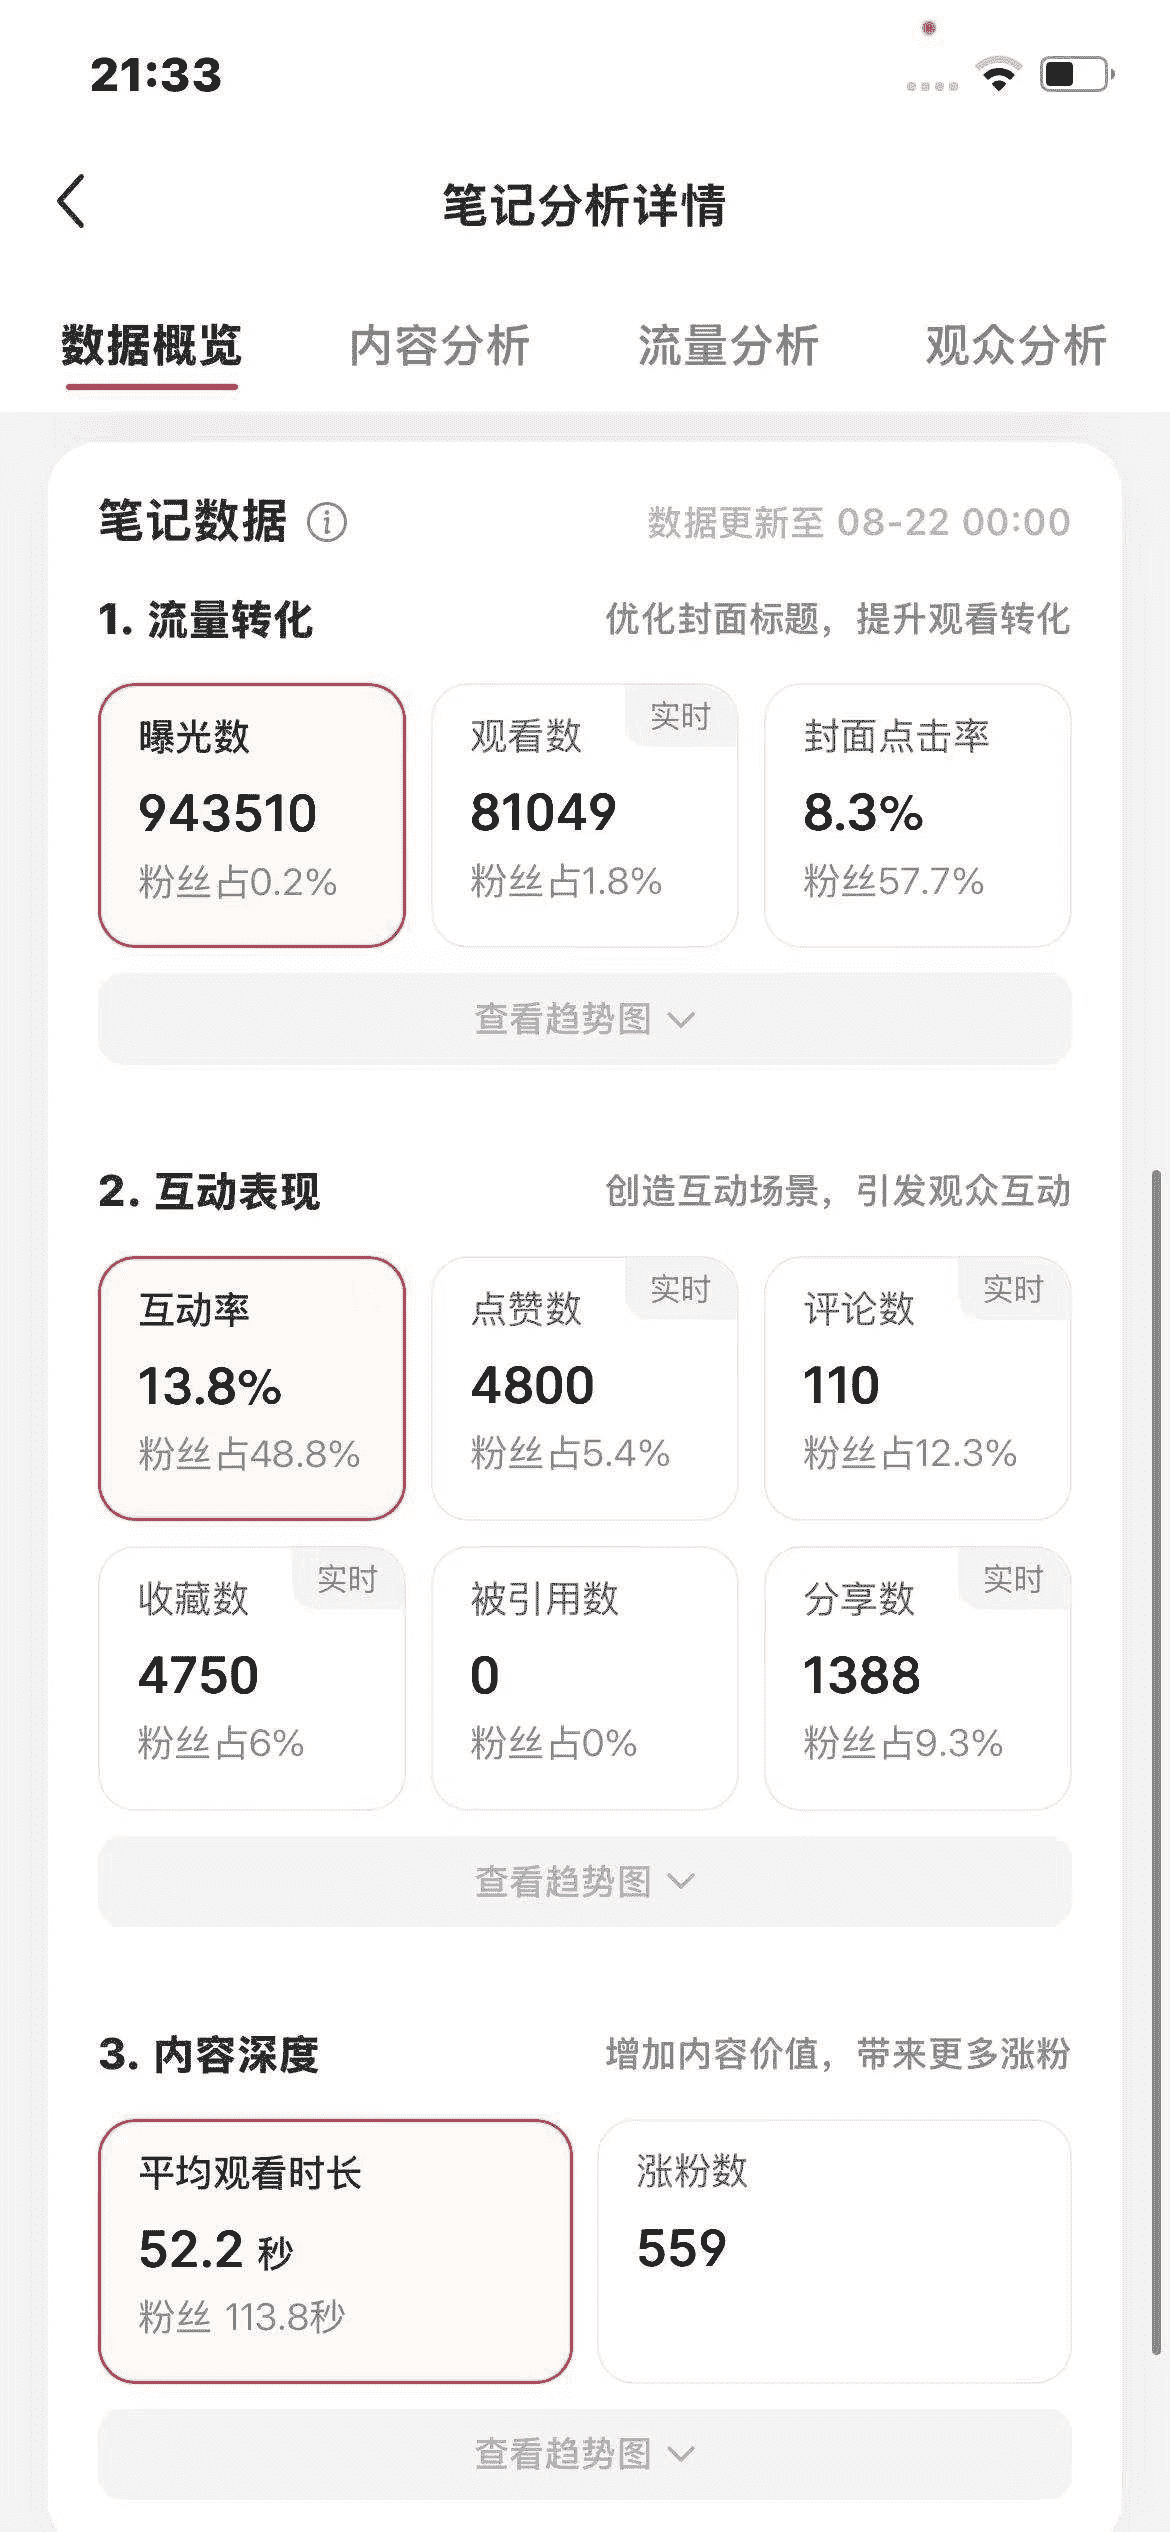 21:33
笔记分析详情
数据概览 内容分析 流量分析 观众分析
笔记数据 数据更新至 08-22 00:00
1. 流量转化 优化封面标题，提升观看转化
曝光数 观看数 实时 封面点击率
943510 81049 8.3%
粉丝占0.2% 粉丝占1.8% 粉丝57.7%
查看趋势图
2. 互动表现 创造互动场景，引发观众互动
互动率 点赞数 实时 评论数 实时
13.8% 4800 110
粉丝占48.8% 粉丝占5.4% 粉丝占12.3%
收藏数 实时 被引用数 分享数 实时
4750 0 1388
粉丝占6% 粉丝占0% 粉丝占9.3%
查看趋势图
3. 内容深度 增加内容价值，带来更多涨粉
平均观看时长 涨粉数
52.2 秒 559
粉丝 113.8秒
查看趋势图